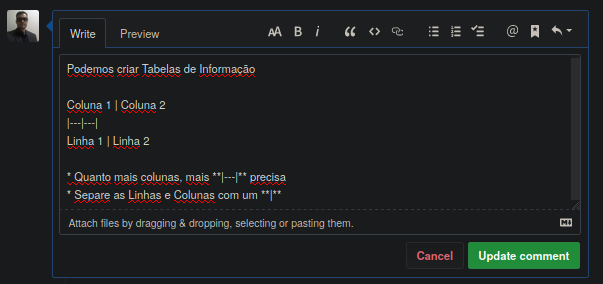 Write Preview AA B i @
Podemos criar Tabelas de Informação
Coluna 1 | Coluna 2
|---|---|
Linha 1 | Linha 2
* Quanto mais colunas, mais **|---|** precisa
* Separe as Linhas e Colunas com um **|**
Attach files by dragging & dropping, selecting or pasting them.
Cancel Update comment